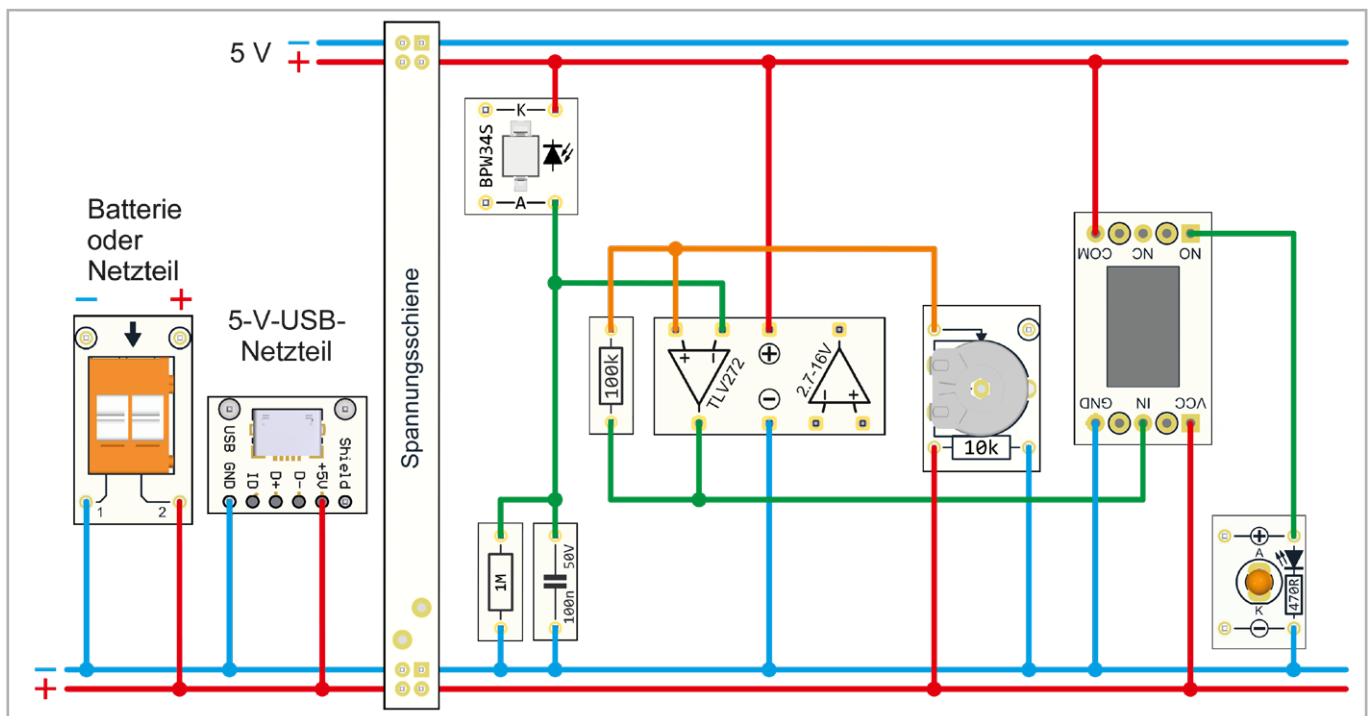 5 V
−
+
Batterie
oder
Netzteil
−
+
1
2
5-V-USB-
Netzteil
USB
GND
ID
D+
D-
+5V
Shield
Spannungsschiene
−
+
K
BPW34S
A
1M
50V
100n
100k
+
-
TLV272
+
−
2.7-16V
+
-
10k
COM
NC
NO
GND
IN
VCC
+
A
K
−
470R